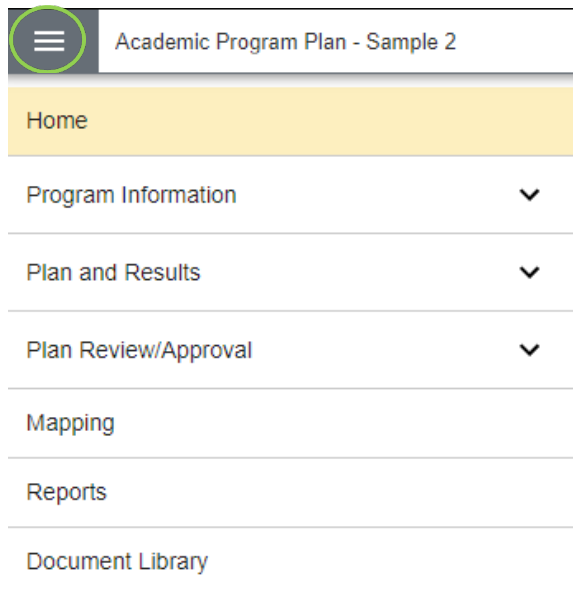 Academic Program Plan - Sample 2
Home
Program Information
Plan and Results
Plan Review/Approval
Mapping
Reports
Document Library